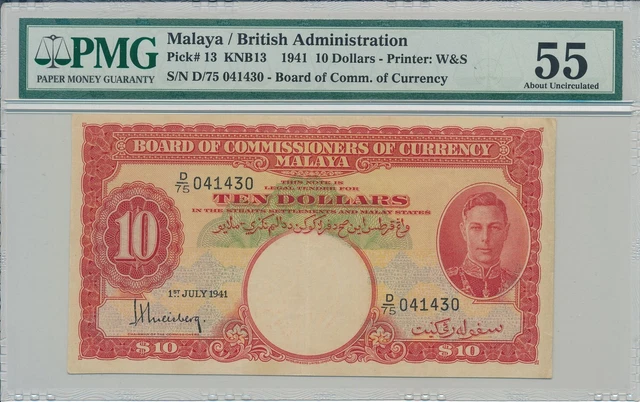 PMG
PAPER MONEY GUARANTY
Malaya / British Administration
Pick# 13 KNB13 1941 10 Dollars - Printer: W&S
S/N D/75 041430 - Board of Comm. of Currency
55
About Uncirculated
BOARD OF COMMISSIONERS OF CURRENCY
MALAYA
D/75 041430
THIS NOTE IS
LEGAL TENDER FOR
TEN DOLLARS
IN THE STRAITS SETTLEMENTS AND MALAY STATES
10
1ST JULY 1941
D/75 041430
سڤوله رڠڬيت
$10
$10